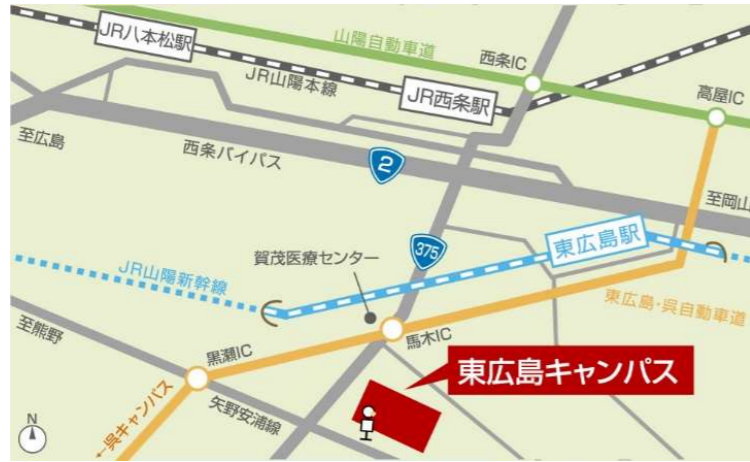 JR八本松駅
山陽自動車道
JR山陽本線
西条IC
JR西条駅
高屋IC
至広島
西条バイパス
2
至岡山
東広島駅
375
賀茂医療センター
JR山陽新幹線
東広島・呉自動車道
至熊野
馬木IC
黒瀬IC
東広島キャンパス
矢野安浦線
←呉キャンパス
N